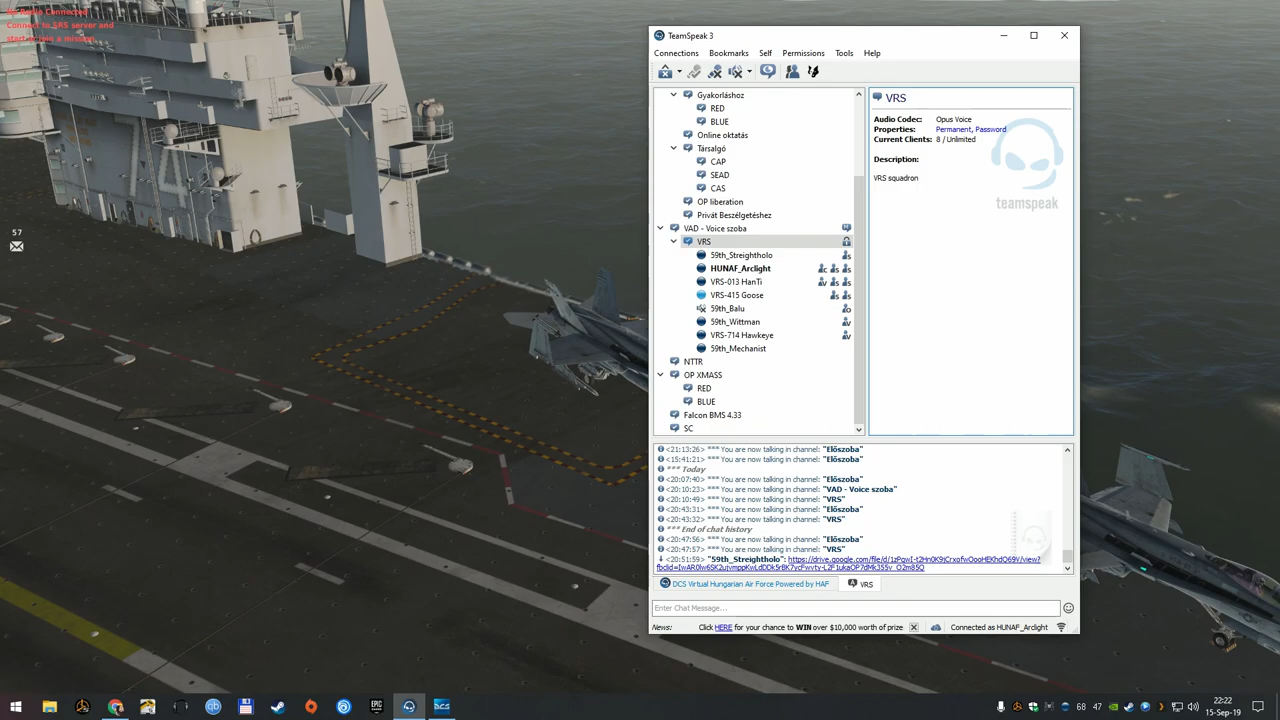 Connect to SRS server and
57
TeamSpeak 3
Connections Bookmarks Self Permissions Tools Help
Gyakorláshoz
RED
BLUE
Online oktatás
Társalgó
CAP
SEAD
CAS
OP liberation
Privát Beszélgetéshez
VAD - Voice szoba
VRS
59th_Streightholo
HUNAF_Arclight
VRS-013 HanTi
VRS-415 Goose
59th_Balu
59th_Wittman
VRS-714 Hawkeye
59th_Mechanist
NTTR
OP XMASS
RED
BLUE
Falcon BMS 4.33
SC
VRS
Audio Codec: Opus Voice
Properties: Permanent, Password
Current Clients: 8 / Unlimited
Description:
VRS squadron
teamspeak
<21:13:26> *** You are now talking in channel: "Előszoba"
<15:41:21> *** You are now talking in channel: "Előszoba"
*** Today
<20:07:40> *** You are now talking in channel: "Előszoba"
<20:10:23> *** You are now talking in channel: "VAD - Voice szoba"
<20:10:49> *** You are now talking in channel: "VRS"
<20:43:31> *** You are now talking in channel: "Előszoba"
<20:43:32> *** You are now talking in channel: "VRS"
*** End of chat history
<20:47:56> *** You are now talking in channel: "Előszoba"
<20:47:57> *** You are now talking in channel: "VRS"
<20:51:59> "59th_Streightholo":
DCS Virtual Hungarian Air Force Powered by HAF VRS
Enter Chat Message...
News: Click HERE for your chance to WIN over $10,000 worth of prize Connected as HUNAF_Arclight
EPIC
DCS
68 47
22:22
15-Sep-19